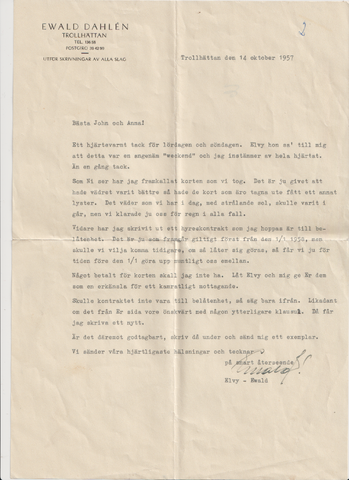 EWALD DAHLÉN
TROLLHÄTTAN
TEL. 136 58
POSTGIRO
UTFÖR SKRIVNINGAR AV ALLA SLAG
2
Trollhättan den 14 oktober 1957
Bästa John och Anna!
Ett hjärtevarmt tack för lördagen och söndagen. Elvy hon sa' till mig
att detta var en angenäm "weekend" och jag instämmer av hela hjärtat.
Än en gång tack.
Som Ni ser har jag framkallat korten som vi tog. Det är ju givet att
hade vädret varit bättre så hade de kort som äro tagna ute fått ett annat
lyster. Det väder som vi har i dag, med strålande sol, skulle varit i
går, men vi klarade ju oss för regn i alla fall.
Vidare har jag skrivit ut ett hyreskontrakt som jag hoppas är till be-
låtenhet. Det är ju som framgår giltigt först från den 1/1 1958, som
skulle vi vilja komma tidigare, om så låter sig göras, så får vi ju för
tiden före den 1/1 göra upp muntligt oss emellan.
Något betalt för korten skall jag inte ha. Låt Elvy och mig ge Er dem
som en erkänsla för ett kamratligt mottagande.
Skulle kontraktet inte vara till belåtenhet, så säg bara ifrån. Likadant
om det från Er sida vore önskvärt med någon ytterligare klausul. Då får
jag skriva ett nytt.
Är det däremot godtagbart, skriv då under och sänd mig ett exemplar.
Vi sänder våra hjärtligaste hälsningar och tecknar
på snart återseende
Ewald
Elvy - Ewald